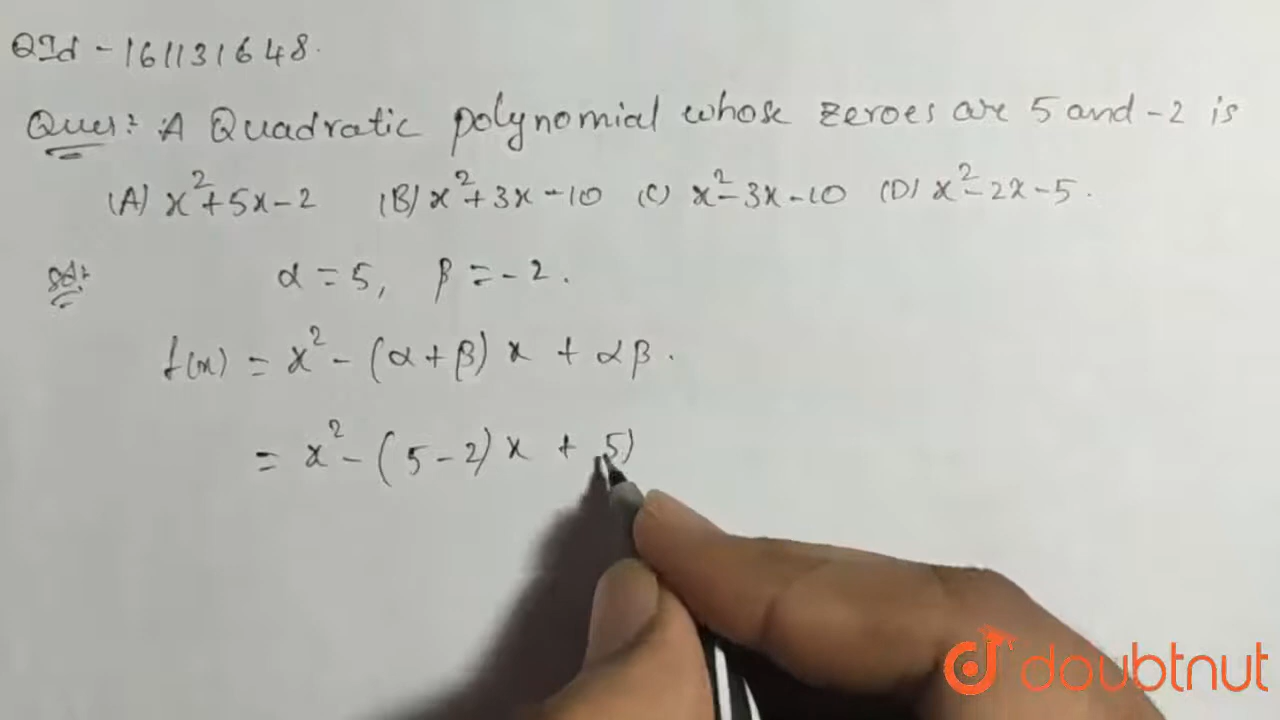 QId - 161131648.
Ques: A Quadratic polynomial whose zeroes are 5 and -2 is
(A) x²+5x-2 (B) x²+3x-10 (C) x²-3x-10 (D) x²-2x-5.
Sol: α = 5, β = -2.
f(x) = x² - (α+β) x + αβ.
= x² - (5-2) x + 5)
doubtnut